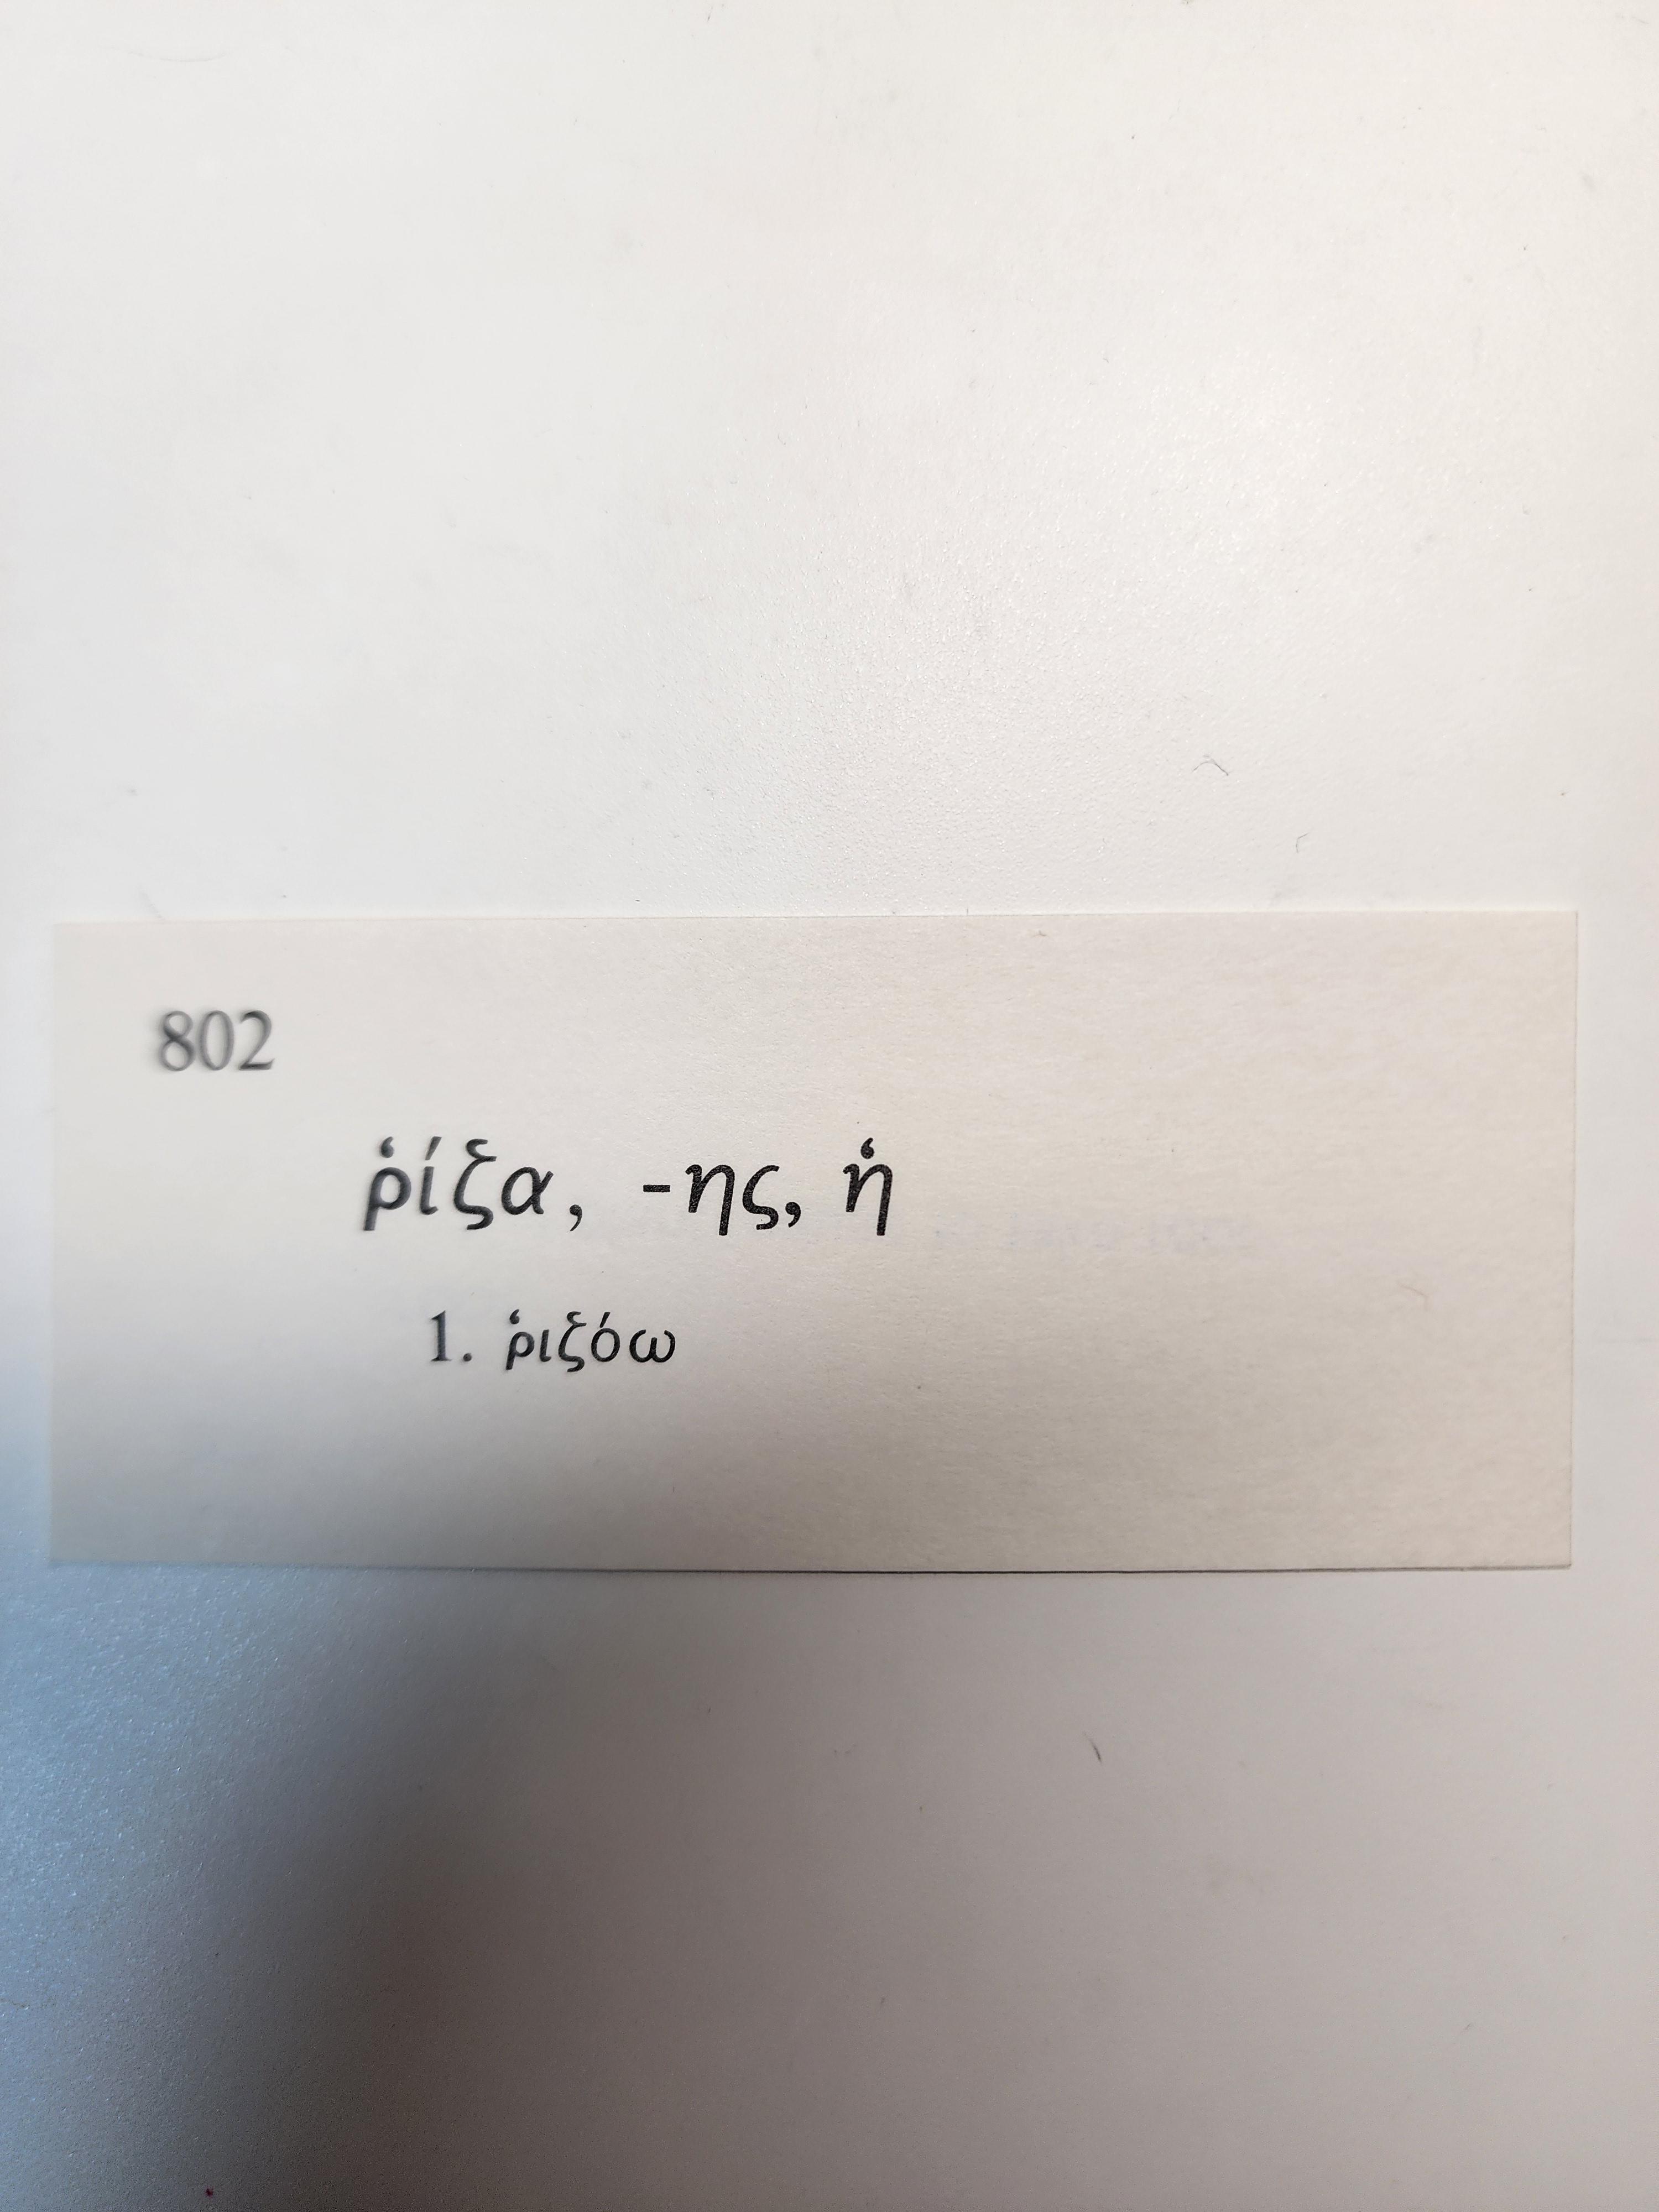 802
ῥίζα, -ης, ἡ
1. ῥιζόω